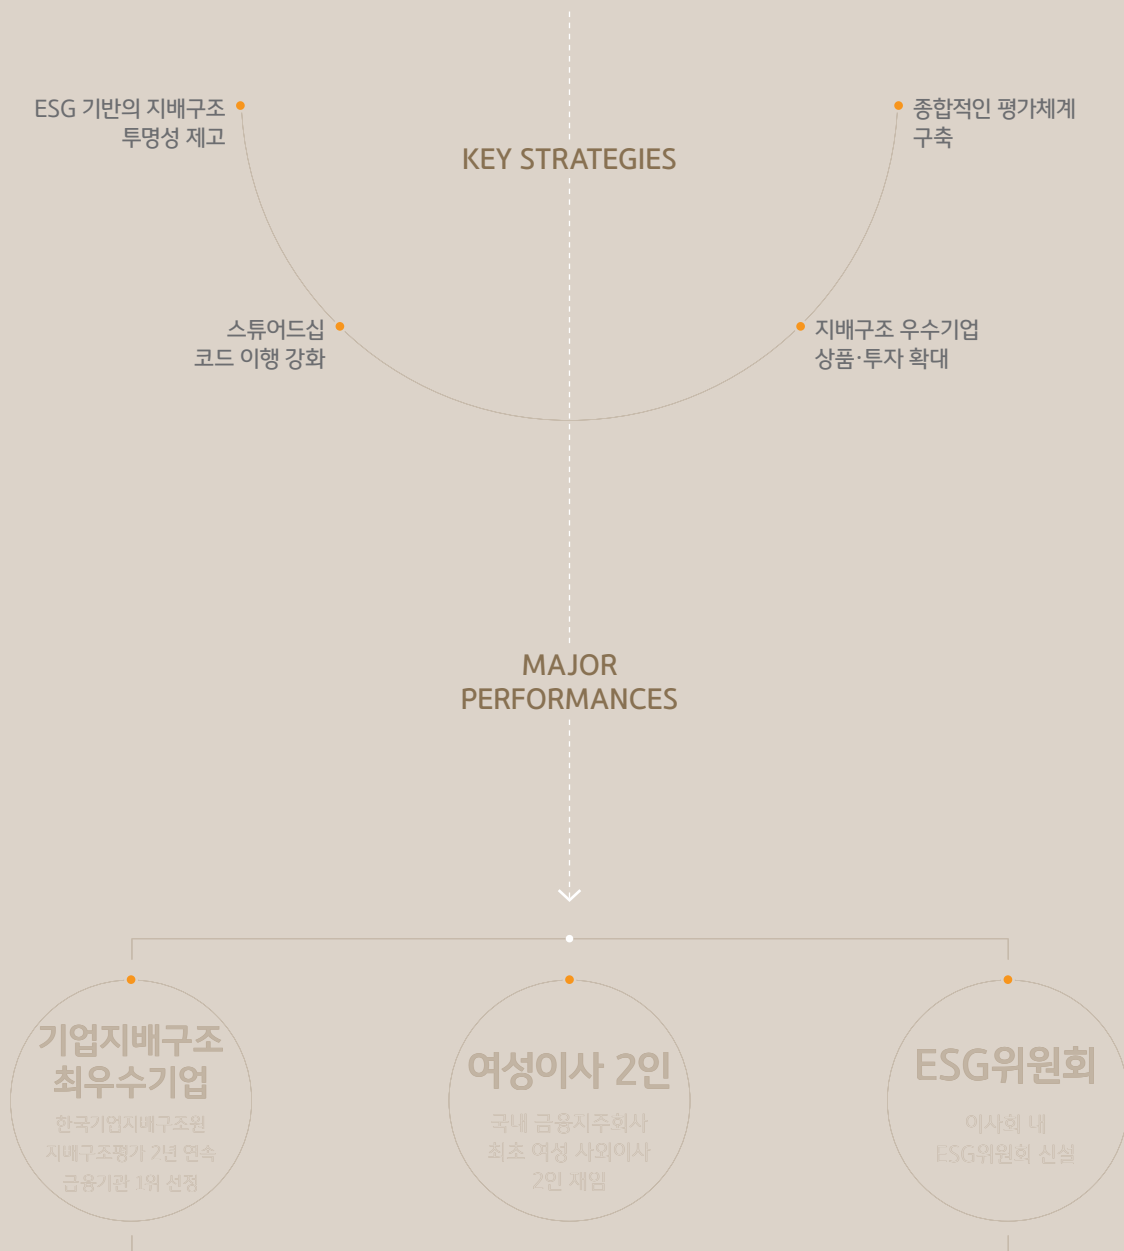 ESG 기반의 지배구조
투명성 제고
종합적인 평가체계
구축
KEY STRATEGIES
스튜어드십
코드 이행 강화
지배구조 우수기업
상품·투자 확대
MAJOR
PERFORMANCES
기업지배구조
최우수기업
한국기업지배구조원
지배구조평가 2년 연속
금융기관 1위 선정
여성이사 2인
국내 금융지주회사
최초 여성 사외이사
2인 재임
ESG위원회
이사회 내
ESG위원회 신설